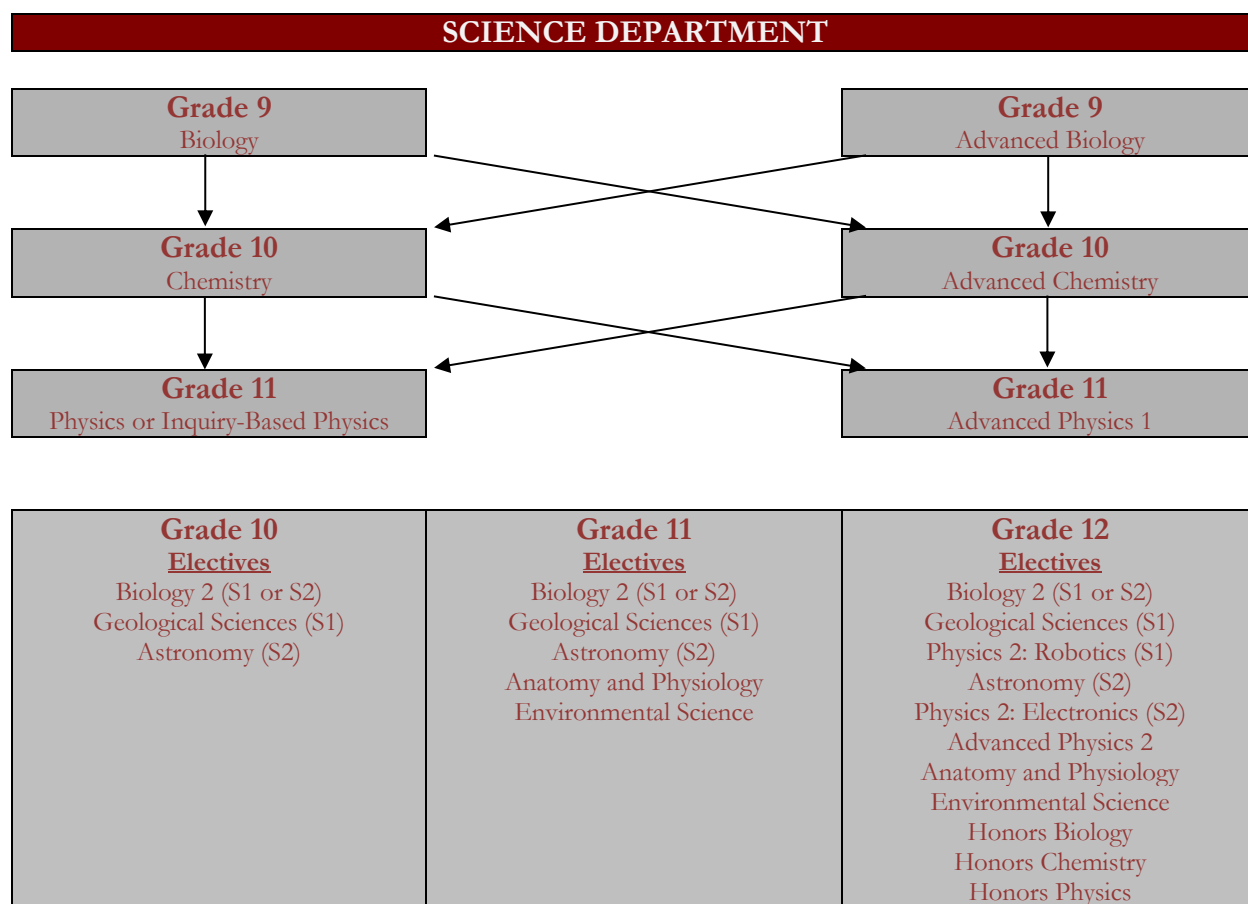 SCIENCE DEPARTMENT
Grade 9
Biology
Grade 9
Advanced Biology
Grade 10
Chemistry
Grade 10
Advanced Chemistry
Grade 11
Physics or Inquiry-Based Physics
Grade 11
Advanced Physics 1
Grade 10
Electives
Biology 2 (S1 or S2)
Geological Sciences (S1)
Astronomy (S2)
Grade 11
Electives
Biology 2 (S1 or S2)
Geological Sciences (S1)
Astronomy (S2)
Anatomy and Physiology
Environmental Science
Grade 12
Electives
Biology 2 (S1 or S2)
Geological Sciences (S1)
Physics 2: Robotics (S1)
Astronomy (S2)
Physics 2: Electronics (S2)
Advanced Physics 2
Anatomy and Physiology
Environmental Science
Honors Biology
Honors Chemistry
Honors Physics